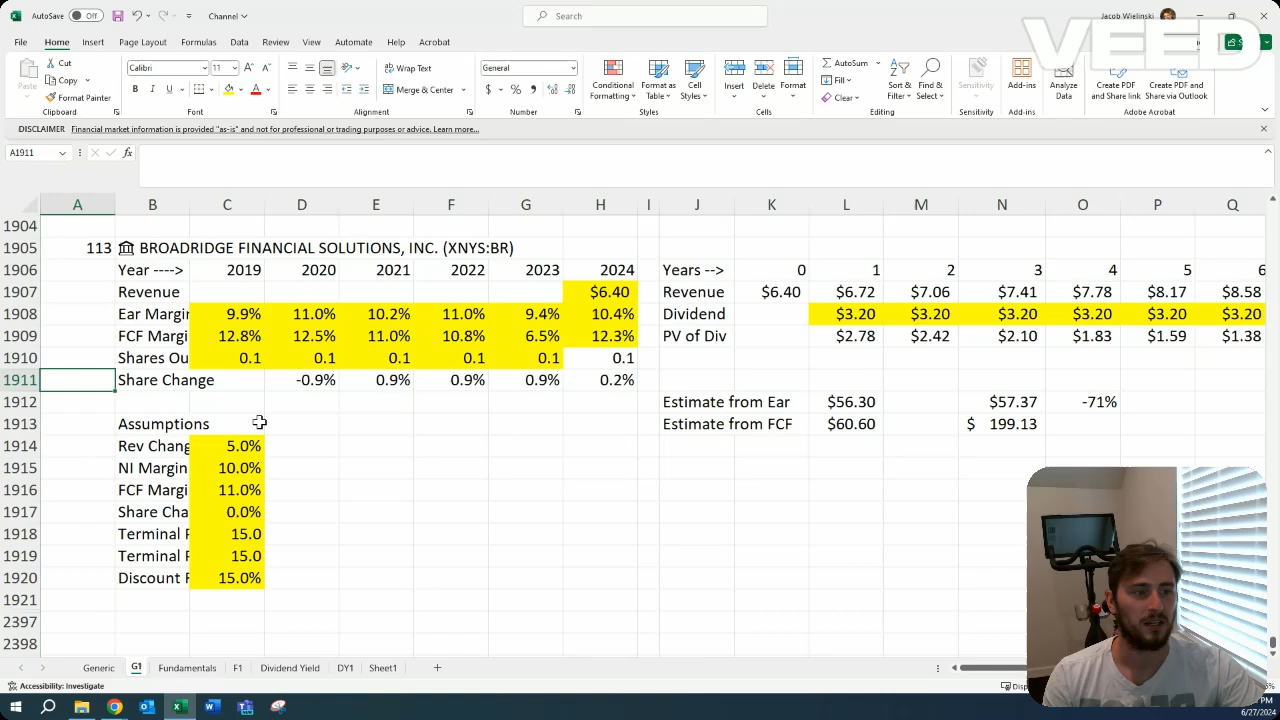 AutoSave Off Channel Search Jacob Wielinski
VEED
File Home Insert Page Layout Formulas Data Review View Automate Help Acrobat
Paste Cut Copy Format Painter Clipboard
Calibri 11 B I U A Font
Wrap Text Merge & Center Alignment
General $ % Number
Conditional Formatting Format as Table Cell Styles Styles
Insert Delete Format Cells
AutoSum Fill Clear Sort & Filter Find & Select Editing
Sensitivity Sensitivity
Add-ins Add-ins
Analyze Data
Create PDF and Share link Create PDF and Share via Outlook Adobe Acrobat
DISCLAIMER Financial market information is provided "as-is" and not for professional or trading purposes or advice. Learn more...
A1911 fx
A B C D E F G H I J K L M N O P Q
1904
1905 113 BROADRIDGE FINANCIAL SOLUTIONS, INC. (XNYS:BR)
1906 Year ----> 2019 2020 2021 2022 2023 2024 Years --> 0 1 2 3 4 5 6
1907 Revenue $6.40 Revenue $6.40 $6.72 $7.06 $7.41 $7.78 $8.17 $8.58
1908 Ear Margin 9.9% 11.0% 10.2% 11.0% 9.4% 10.4% Dividend $3.20 $3.20 $3.20 $3.20 $3.20 $3.20
1909 FCF Margin 12.8% 12.5% 11.0% 10.8% 6.5% 12.3% PV of Div $2.78 $2.42 $2.10 $1.83 $1.59 $1.38
1910 Shares Ou 0.1 0.1 0.1 0.1 0.1 0.1
1911 Share Change -0.9% 0.9% 0.9% 0.9% 0.2%
1912 Estimate from Ear $56.30 $57.37 -71%
1913 Assumptions Estimate from FCF $60.60 $ 199.13
1914 Rev Chang 5.0%
1915 NI Margin 10.0%
1916 FCF Margi 11.0%
1917 Share Cha 0.0%
1918 Terminal P 15.0
1919 Terminal P 15.0
1920 Discount R 15.0%
1921
2397
2398
Generic G1 Fundamentals F1 Dividend Yield DY1 Sheet1 +
Accessibility: Investigate
6/27/2024